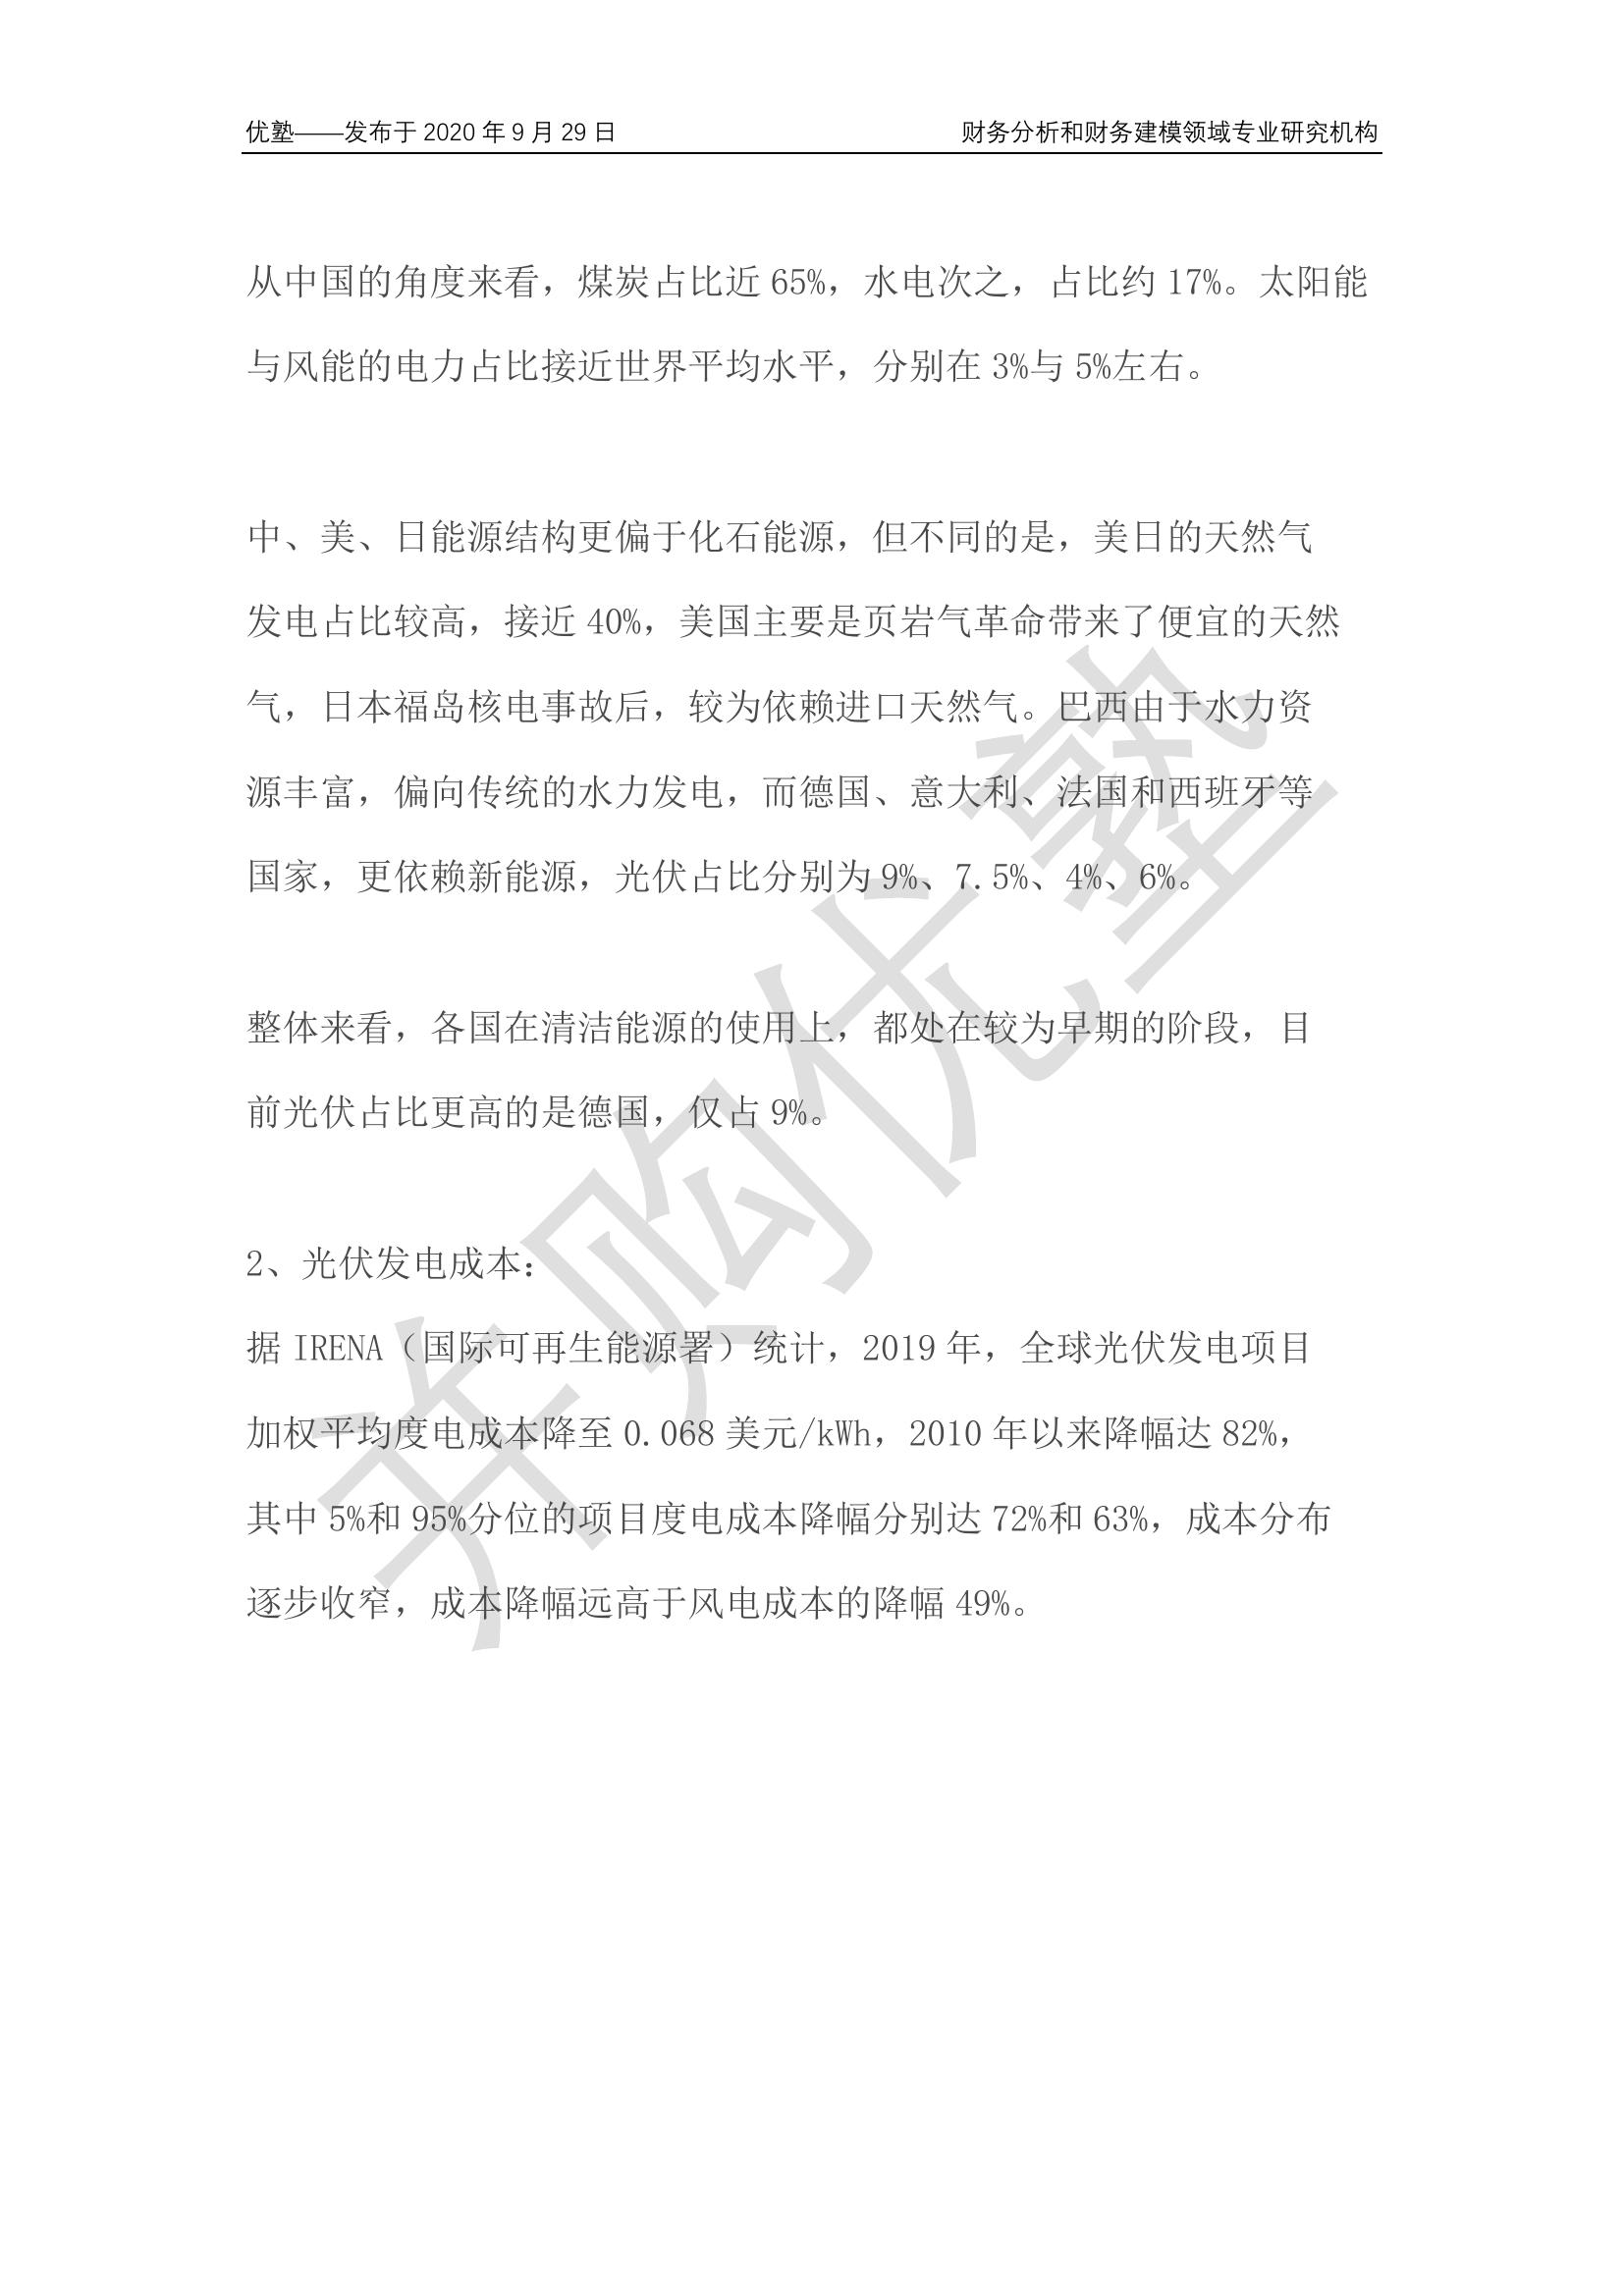 优塾——发布于 2020 年 9 月 29 日 财务分析和财务建模领域专业研究机构
从中国的角度来看，煤炭占比近 65%，水电次之，占比约 17%。太阳能
与风能的电力占比接近世界平均水平，分别在 3%与 5%左右。
中、美、日能源结构更偏于化石能源，但不同的是，美日的天然气
发电占比较高，接近 40%，美国主要是页岩气革命带来了便宜的天然
气，日本福岛核电事故后，较为依赖进口天然气。巴西由于水力资
源丰富，偏向传统的水力发电，而德国、意大利、法国和西班牙等
国家，更依赖新能源，光伏占比分别为 9%、7.5%、4%、6%。
整体来看，各国在清洁能源的使用上，都处在较为早期的阶段，目
前光伏占比更高的是德国，仅占 9%。
2、光伏发电成本：
据 IRENA（国际可再生能源署）统计，2019 年，全球光伏发电项目
加权平均度电成本降至 0.068 美元/kWh，2010 年以来降幅达 82%，
其中 5%和 95%分位的项目度电成本降幅分别达 72%和 63%，成本分布
逐步收窄，成本降幅远高于风电成本的降幅 49%。
并购优塾